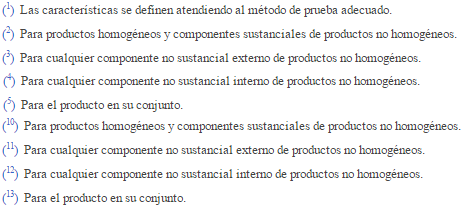 (1) Las características se definen atendiendo al método de prueba adecuado.
(2) Para productos homogéneos y componentes sustanciales de productos no homogéneos.
(3) Para cualquier componente no sustancial externo de productos no homogéneos.
(4) Para cualquier componente no sustancial interno de productos no homogéneos.
(5) Para el producto en su conjunto.
(10) Para productos homogéneos y componentes sustanciales de productos no homogéneos.
(11) Para cualquier componente no sustancial externo de productos no homogéneos.
(12) Para cualquier componente no sustancial interno de productos no homogéneos.
(13) Para el producto en su conjunto.